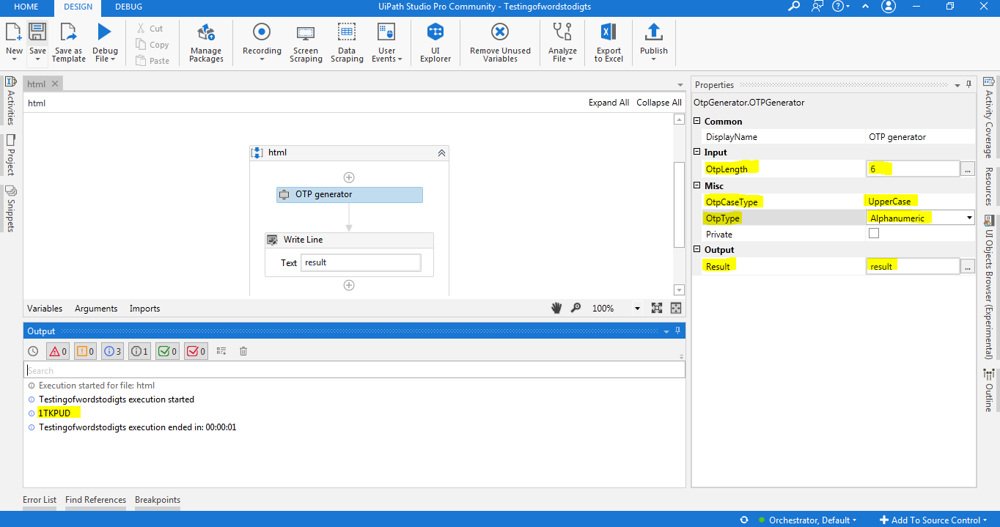 HOME DESIGN DEBUG UiPath Studio Pro Community - Testingofwordstodigts
New Save Save as Template Debug File Cut Copy Paste Manage Packages Recording Screen Scraping Data Scraping User Events UI Explorer Remove Unused Variables Analyze File Export to Excel Publish
Activities
Project
Snippets
html
html Expand All Collapse All
html
OTP generator
Write Line
Text result
Variables Arguments Imports 100%
Output
0 0 3 1 0 0
Search
Execution started for file: html
Testingofwordstodigts execution started
1TKPUD
Testingofwordstodigts execution ended in: 00:00:01
Error List Find References Breakpoints
Properties
OtpGenerator.OTPGenerator
Common
DisplayName OTP generator
Input
OtpLength 6 ...
Misc
OtpCaseType UpperCase
OtpType Alphanumeric
Private
Output
Result result ...
Activity Coverage
Resources
UI Objects Browser (Experimental)
Outline
Orchestrator, Default Add To Source Control